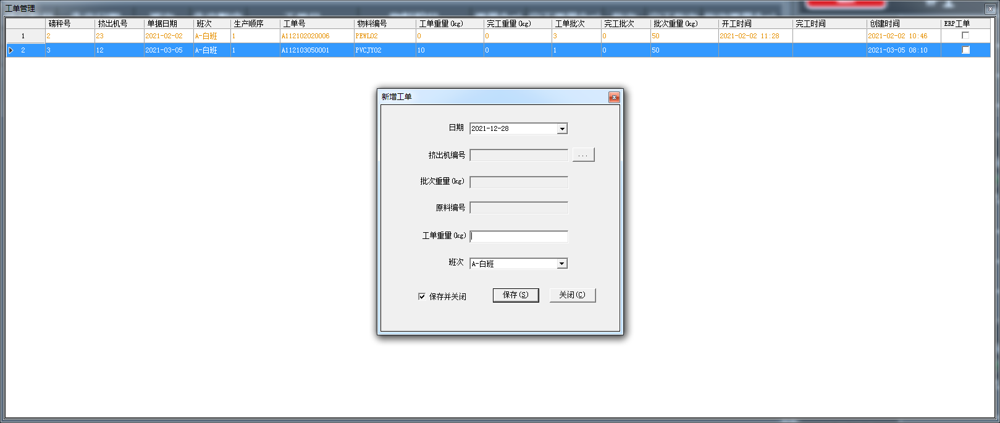 工单管理
磅秤号 挤出机号 单据日期 班次 生产顺序 工单号 物料编号 工单重量(kg) 完工重量(kg) 工单批次 完工批次 批次重量(kg) 开工时间 完工时间 创建时间 ERP工单
1 2 23 2021-02-02 A-白班 1 A112102020006 PEWL02 0 0 3 0 50 2021-02-02 11:28 2021-02-02 10:46
2 3 12 2021-03-05 A-白班 1 A112103050001 PVCJY02 10 0 1 0 50 2021-03-05 08:10
新增工单
日期 2021-12-28
挤出机编号 ...
批次重量(kg)
原料编号
工单重量(kg)
班次 A-白班
保存并关闭 保存(S) 关闭(C)